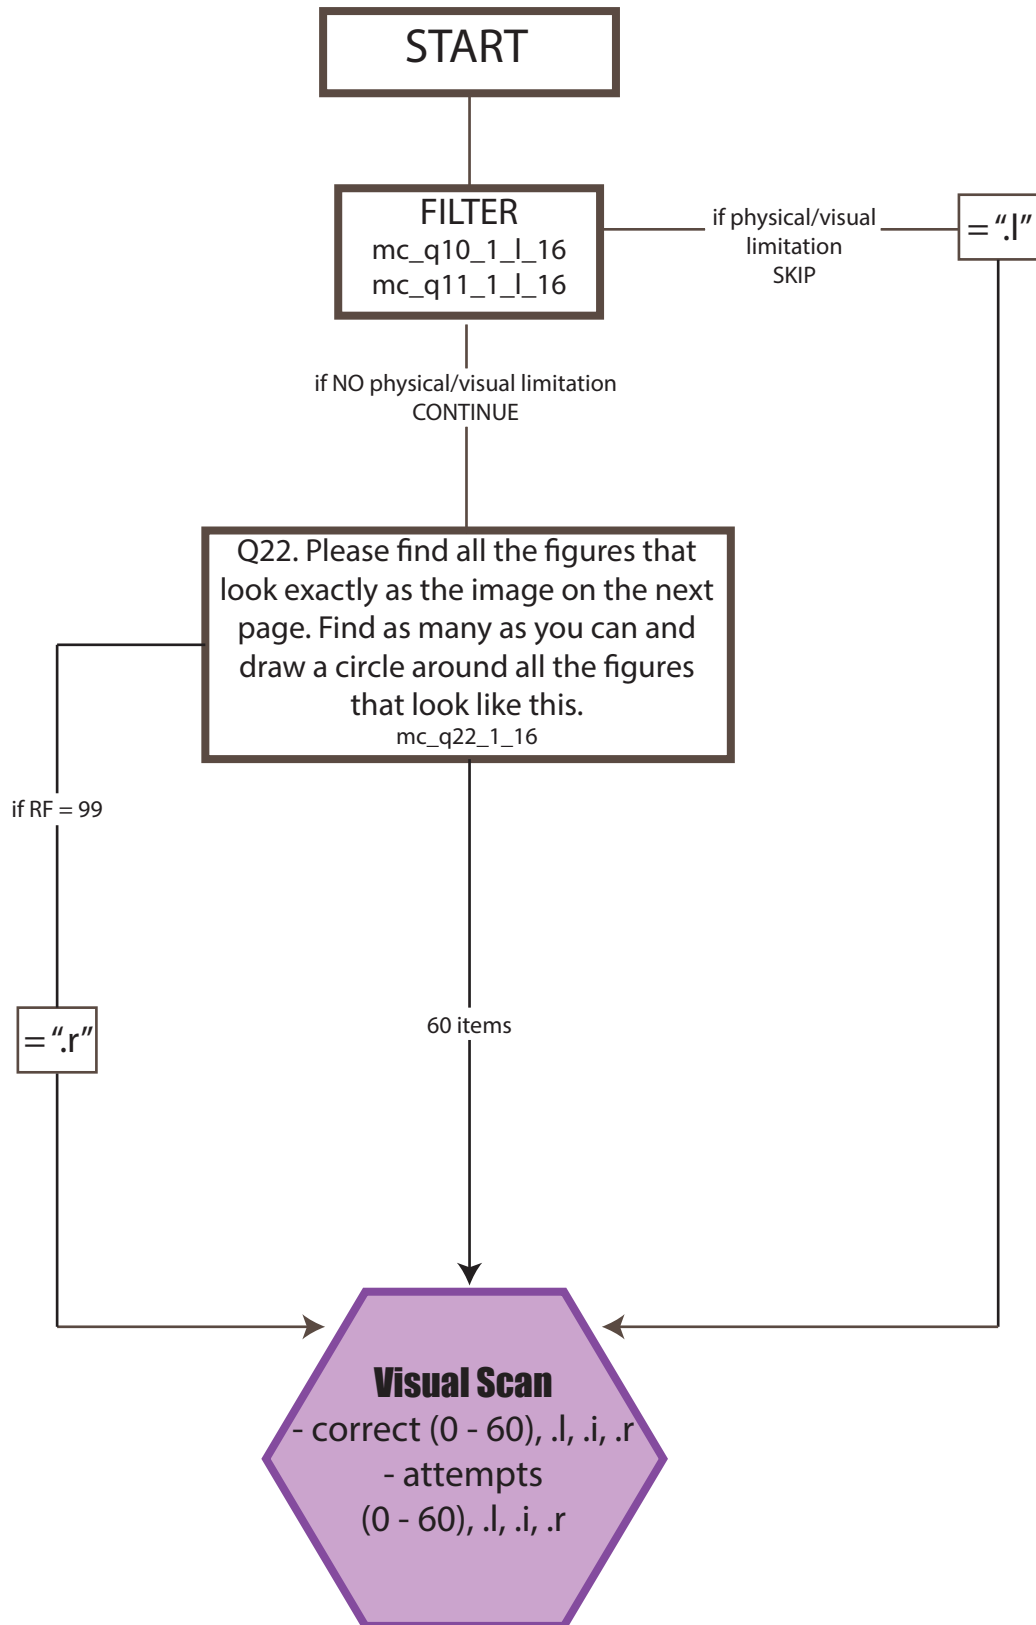 START
FILTER
mc_q10_1_l_16
mc_q11_1_l_16
if physical/visual
limitation
SKIP
= “.l”
if NO physical/visual limitation
CONTINUE
Q22. Please find all the figures that
look exactly as the image on the next
page. Find as many as you can and
draw a circle around all the figures
that look like this.
mc_q22_1_16
if RF = 99
= “.r”
60 items
Visual Scan
- correct (0 - 60), .l, .i, .r
- attempts
(0 - 60), .l, .i, .r